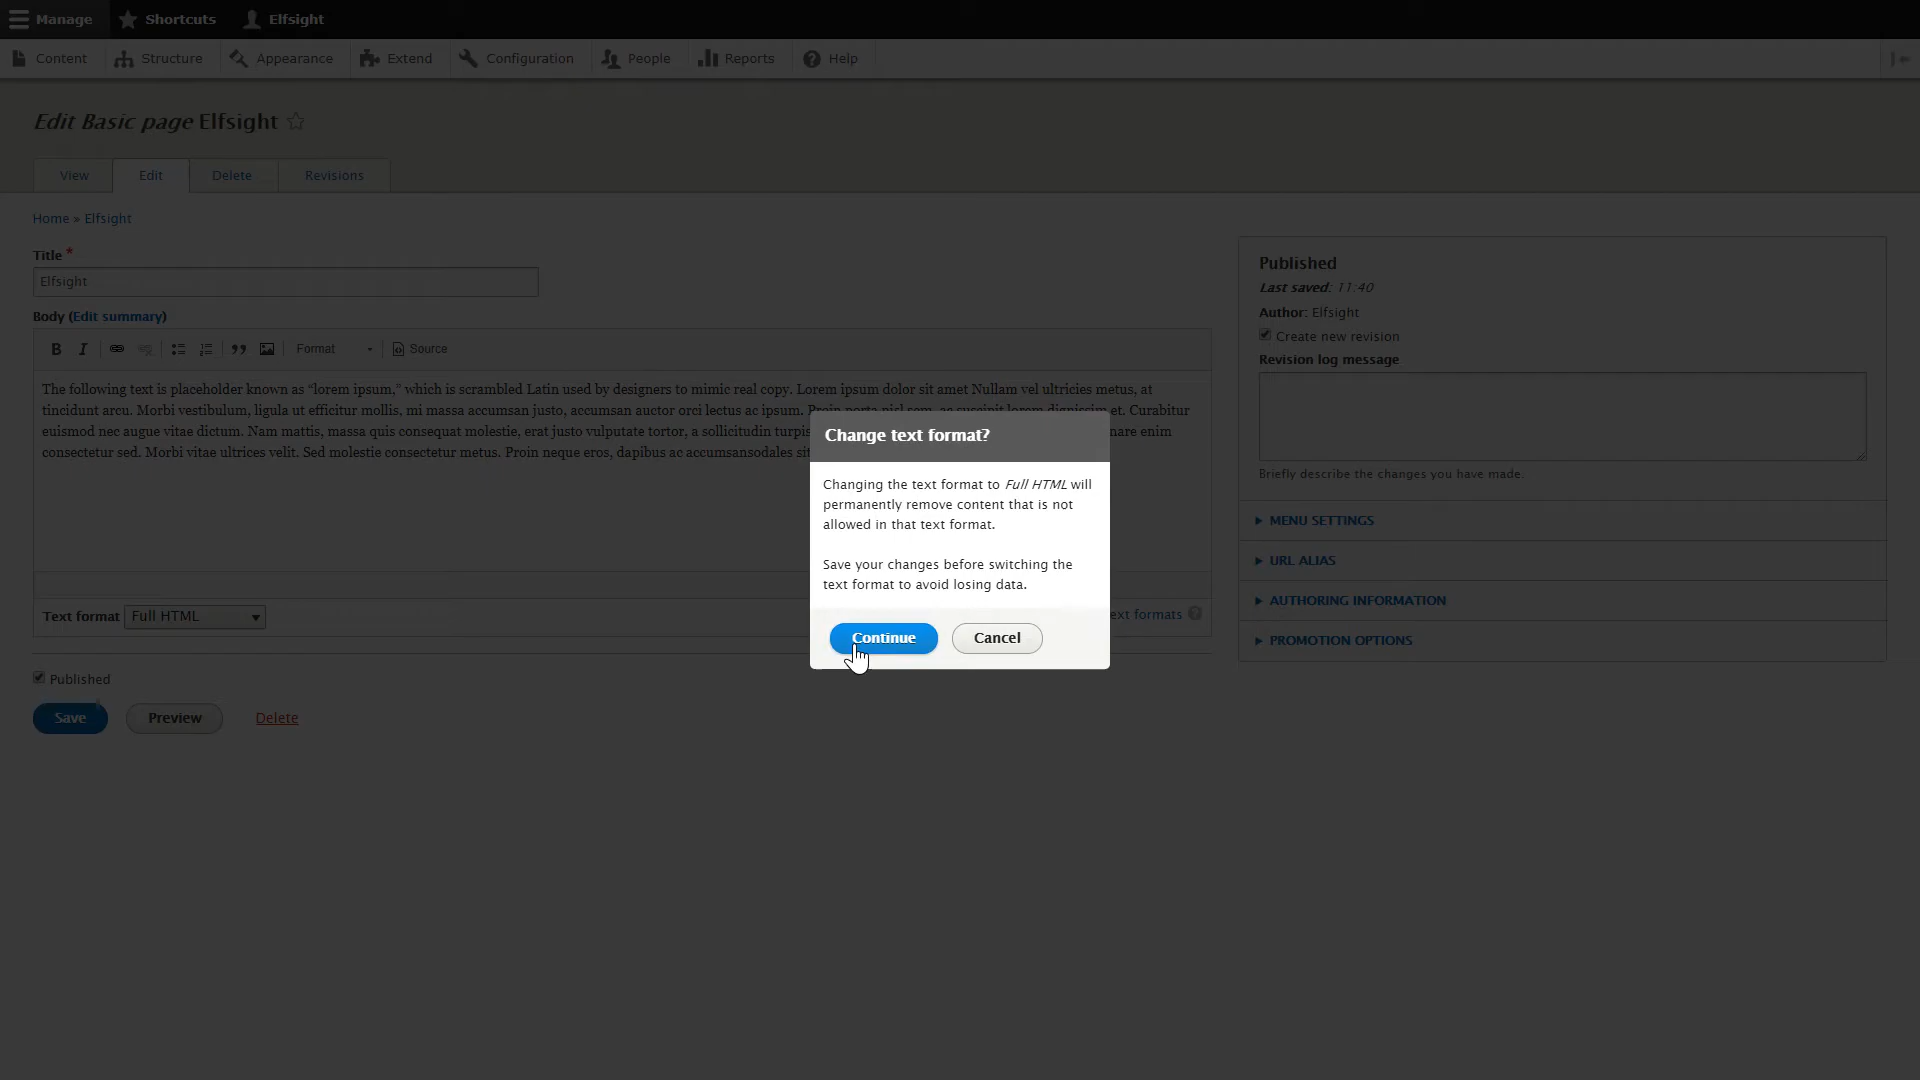 Manage Shortcuts Elfsight
Content Structure Appearance Extend Configuration People Reports Help
Edit Basic page Elfsight
View Edit Delete Revisions
Home » Elfsight
Title *
Elfsight
Body (Edit summary)
B I Format Source
The following text is placeholder known as “lorem ipsum,” which is scrambled Latin used by designers to mimic real copy. Lorem ipsum dolor sit amet Nullam vel ultricies metus, at
tincidunt arcu. Morbi vestibulum, ligula ut efficitur mollis, mi massa accumsan justo, accumsan auctor orci lectus ac ipsum. Proin porta nisl sem, ac suscipit lorem dignissim et. Curabitur
euismod nec augue vitae dictum. Nam mattis, massa quis consequat molestie, erat justo vulputate tortor, a sollicitudin turpis
consectetur sed. Morbi vitae ultrices velit. Sed molestie consectetur metus. Proin neque eros, dapibus ac accumsansodales
enim
Text format Full HTML
text formats
Published
Save Preview Delete
Change text format?
Changing the text format to Full HTML will
permanently remove content that is not
allowed in that text format.
Save your changes before switching the
text format to avoid losing data.
Continue Cancel
Published
Last saved: 11:40
Author: Elfsight
Create new revision
Revision log message
Briefly describe the changes you have made.
MENU SETTINGS
URL ALIAS
AUTHORING INFORMATION
PROMOTION OPTIONS